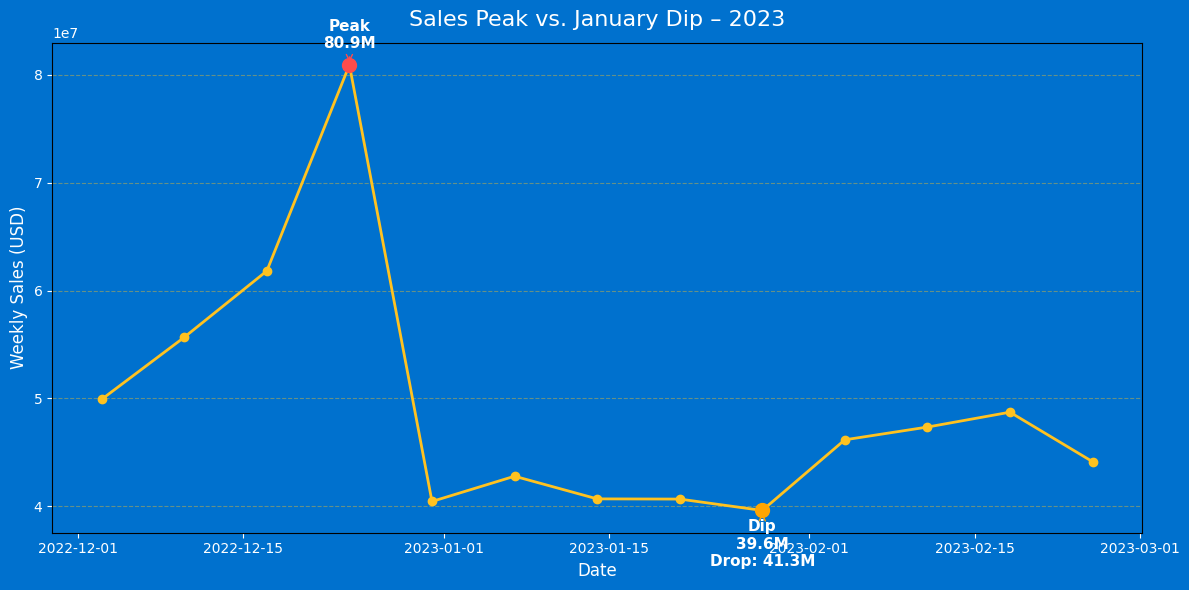 Sales Peak vs. January Dip – 2023
1e7
Peak
80.9M
8
7
6
5
4
Weekly Sales (USD)
Dip
39.6M
Drop: 41.3M
2022-12-01
2022-12-15
2023-01-01
2023-01-15
2023-02-01
2023-02-15
2023-03-01
Date